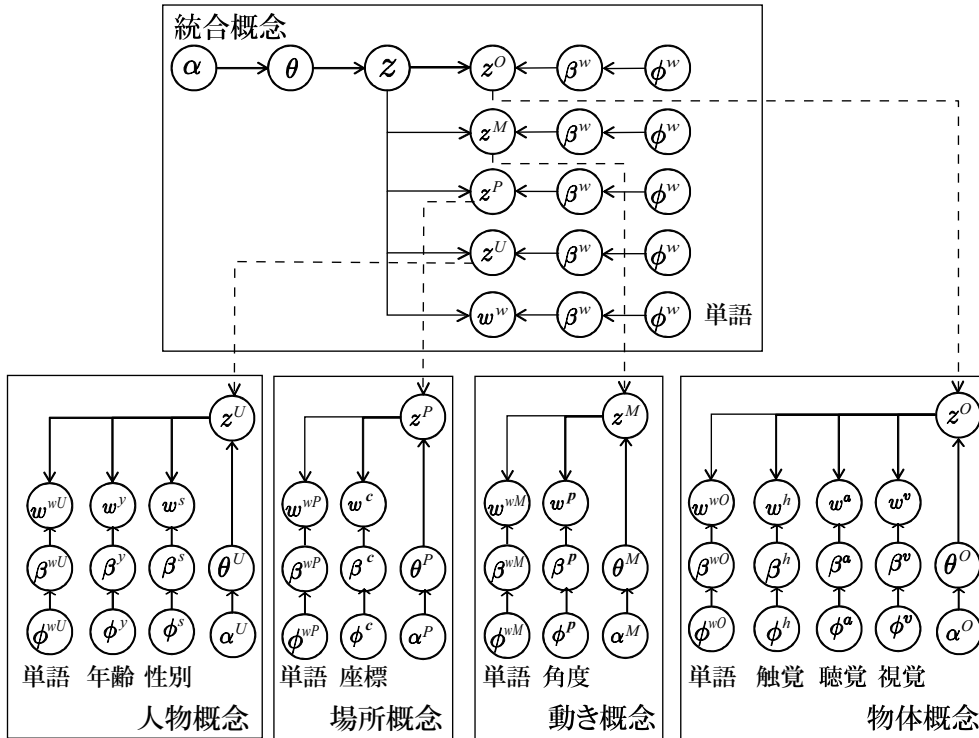 統合概念
α θ z z^O β^w ϕ^w
z^M β^w ϕ^w
z^P β^w ϕ^w
z^U β^w ϕ^w
w^w β^w ϕ^w 単語
z^U
w^{wU} w^y w^s
β^{wU} β^y β^s θ^U
ϕ^{wU} ϕ^y ϕ^s α^U
単語 年齢 性別
人物概念
z^P
w^{wP} w^c
β^{wP} β^c θ^P
ϕ^{wP} ϕ^c α^P
単語 座標
場所概念
z^M
w^{wM} w^p
β^{wM} β^p θ^M
ϕ^{wM} ϕ^p α^M
単語 角度
動き概念
z^O
w^{wO} w^h w^a w^v
β^{wO} β^h β^a β^v θ^O
ϕ^{wO} ϕ^h ϕ^a ϕ^v α^O
単語 触覚 聴覚 視覚
物体概念